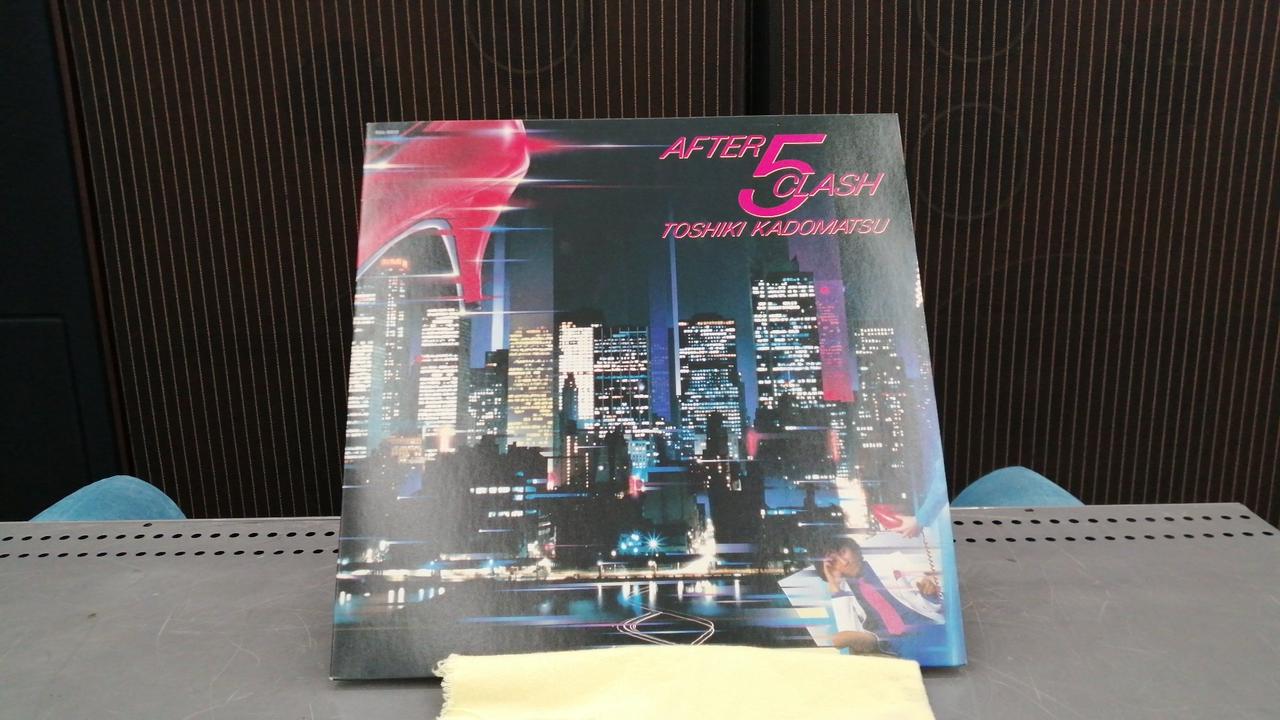 AFTER 5
CLASH
TOSHIKI KADOMATSU